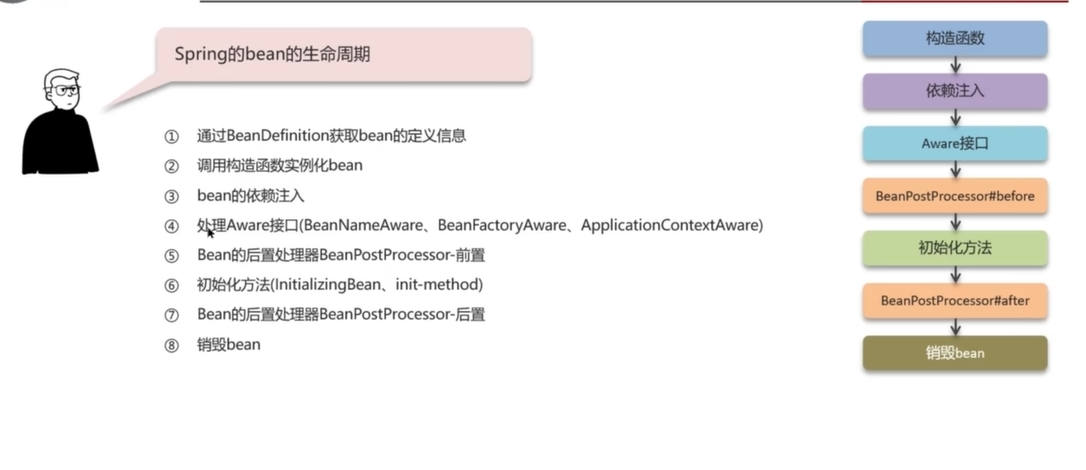 Spring的bean的生命周期
① 通过BeanDefinition获取bean的定义信息
② 调用构造函数实例化bean
③ bean的依赖注入
④ 处理Aware接口(BeanNameAware、BeanFactoryAware、ApplicationContextAware)
⑤ Bean的后置处理器BeanPostProcessor-前置
⑥ 初始化方法(InitializingBean、init-method)
⑦ Bean的后置处理器BeanPostProcessor-后置
⑧ 销毁bean
构造函数
依赖注入
Aware接口
BeanPostProcessor#before
初始化方法
BeanPostProcessor#after
销毁bean